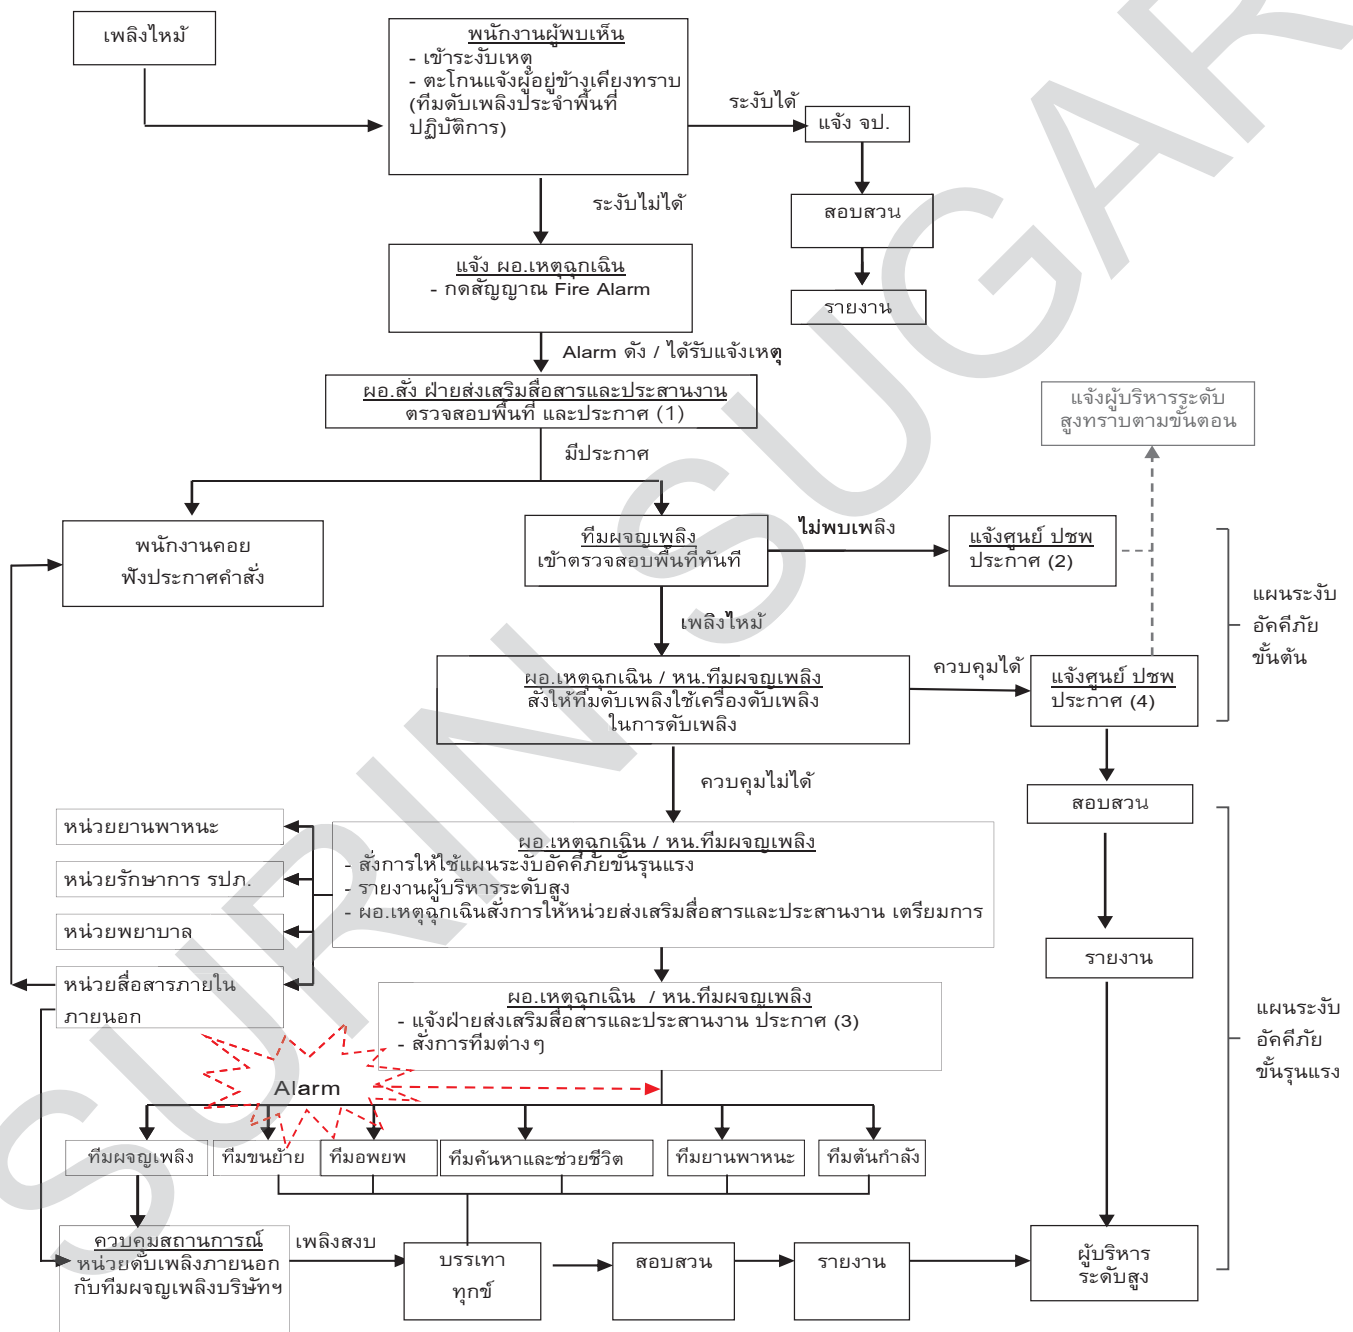 เพลิงไหม้
พนักงานผู้พบเห็น
- เข้าระงับเหตุ
- ตะโกนแจ้งผู้อยู่ข้างเคียงทราบ
(ทีมดับเพลิงประจำพื้นที่
ปฏิบัติการ)
ระงับได้
แจ้ง จป.
สอบสวน
รายงาน
ระงับไม่ได้
แจ้ง ผอ.เหตุฉุกเฉิน
- กดสัญญาณ Fire Alarm
Alarm ดัง / ได้รับแจ้งเหตุ
ผอ.สั่ง ฝ่ายส่งเสริมสื่อสารและประสานงาน
ตรวจสอบพื้นที่ และประกาศ (1)
มีประกาศ
แจ้งผู้บริหารระดับ
สูงทราบตามขั้นตอน
พนักงานคอย
ฟังประกาศคำสั่ง
ทีมผจญเพลิง
เข้าตรวจสอบพื้นที่ทันที
ไม่พบเพลิง
แจ้งศูนย์ ปชพ
ประกาศ (2)
แผนระงับ
อัคคีภัย
ขั้นต้น
เพลิงไหม้
ผอ.เหตุฉุกเฉิน / หน.ทีมผจญเพลิง
สั่งให้ทีมดับเพลิงใช้เครื่องดับเพลิง
ในการดับเพลิง
ควบคุมได้
แจ้งศูนย์ ปชพ
ประกาศ (4)
ควบคุมไม่ได้
สอบสวน
รายงาน
หน่วยยานพาหนะ
หน่วยรักษาการ รปภ.
หน่วยพยาบาล
หน่วยสื่อสารภายใน
ภายนอก
ผอ.เหตุฉุกเฉิน / หน.ทีมผจญเพลิง
- สั่งการให้ใช้แผนระงับอัคคีภัยขั้นรุนแรง
- รายงานผู้บริหารระดับสูง
- ผอ.เหตุฉุกเฉินสั่งการให้หน่วยส่งเสริมสื่อสารและประสานงาน เตรียมการ
ผอ.เหตุฉุกเฉิน / หน.ทีมผจญเพลิง
- แจ้งฝ่ายส่งเสริมสื่อสารและประสานงาน ประกาศ (3)
- สั่งการทีมต่างๆ
แผนระงับ
อัคคีภัย
ขั้นรุนแรง
Alarm
ทีมผจญเพลิง
ทีมขนย้าย
ทีมอพยพ
ทีมค้นหาและช่วยชีวิต
ทีมยานพาหนะ
ทีมต้นกำลัง
ควบคุมสถานการณ์
หน่วยดับเพลิงภายนอก
กับทีมผจญเพลิงบริษัทฯ
เพลิงสงบ
บรรเทา
ทุกข์
สอบสวน
รายงาน
ผู้บริหาร
ระดับสูง
SURIN SUGAR